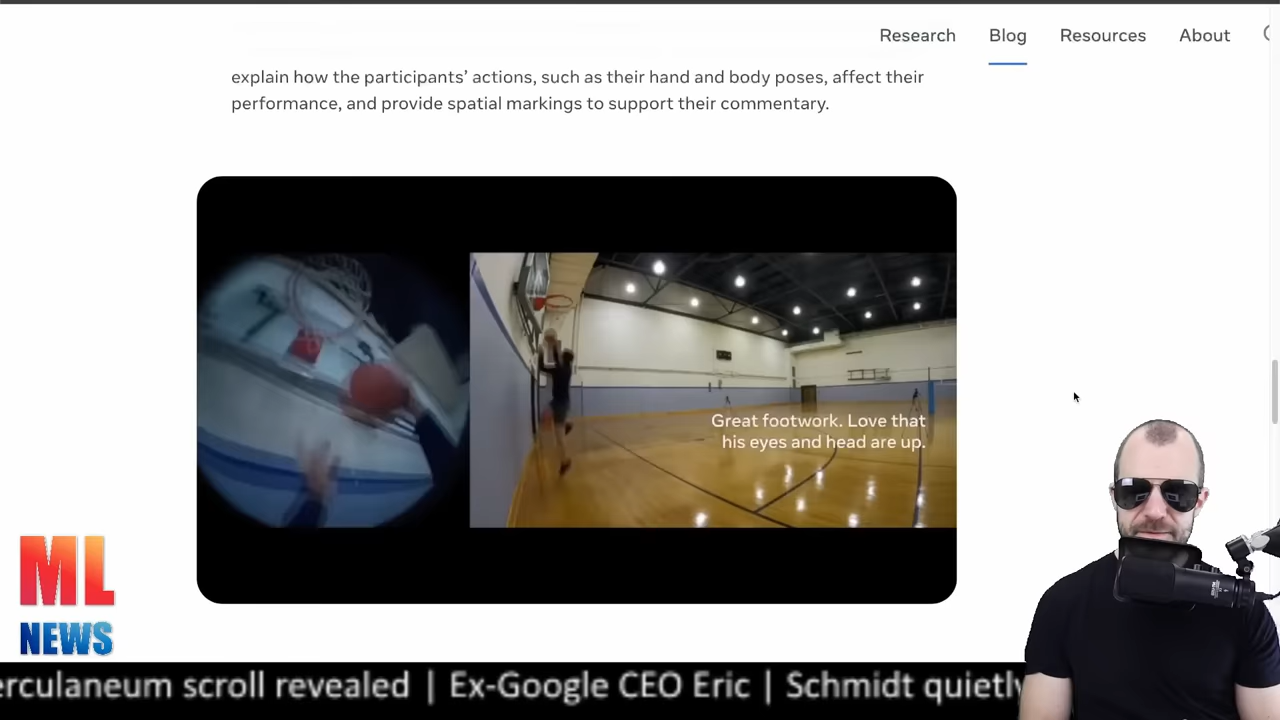 Research
Blog
Resources
About
explain how the participants’ actions, such as their hand and body poses, affect their
performance, and provide spatial markings to support their commentary.
Great footwork. Love that
his eyes and head are up.
ML
NEWS
erculaneum scroll revealed | Ex-Google CEO Eric | Schmidt quietly